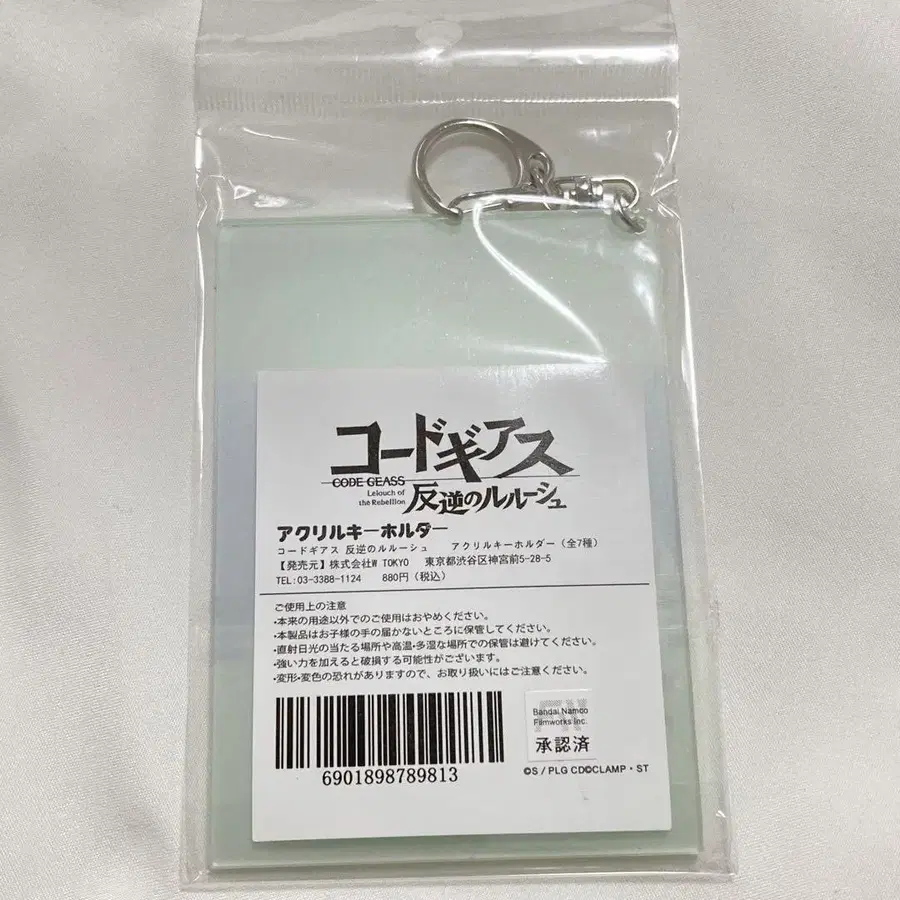 コードギアス
CODE GEASS
Lelouch of
the Rebellion
反逆のルルーシュ
アクリルキーホルダー
コードギアス 反逆のルルーシュ アクリルキーホルダー（全7種）
【発売元】株式会社W TOKYO 東京都渋谷区神宮前5-28-5
TEL:03-3388-1124 880円（税込）
ご使用上の注意
・本来の用途以外でのご使用はおやめください。
・本製品はお子様の手の届かないところに保管してください。
・直射日光の当たる場所や高温・多湿な場所での保管は避けてください。
・強い力を加えると破損する可能性がございます。
・変形・変色の恐れがありますので、お取り扱いにはご注意ください。
6901898789813
Bandai Namco
Filmworks Inc.
承認済
©S / PLG CD©CLAMP・ST